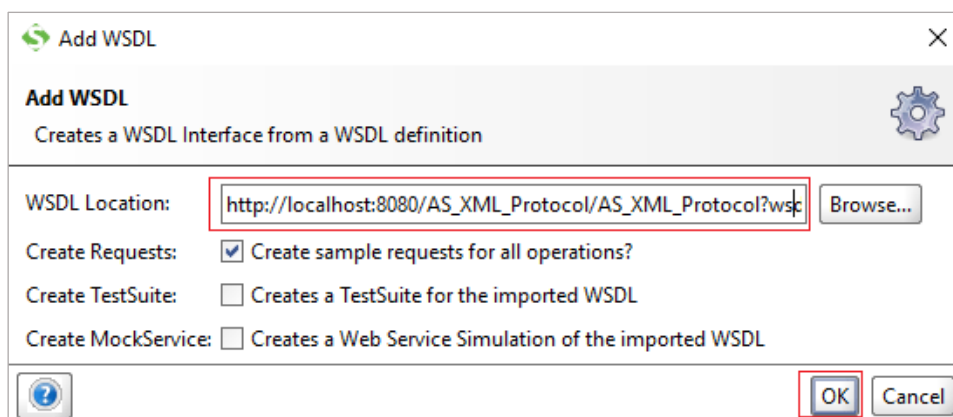 Add WSDL
Add WSDL
Creates a WSDL Interface from a WSDL definition
WSDL Location: http://localhost:8080/AS_XML_Protocol/AS_XML_Protocol?wsd Browse...
Create Requests: Create sample requests for all operations?
Create TestSuite: Creates a TestSuite for the imported WSDL
Create MockService: Creates a Web Service Simulation of the imported WSDL
? OK Cancel